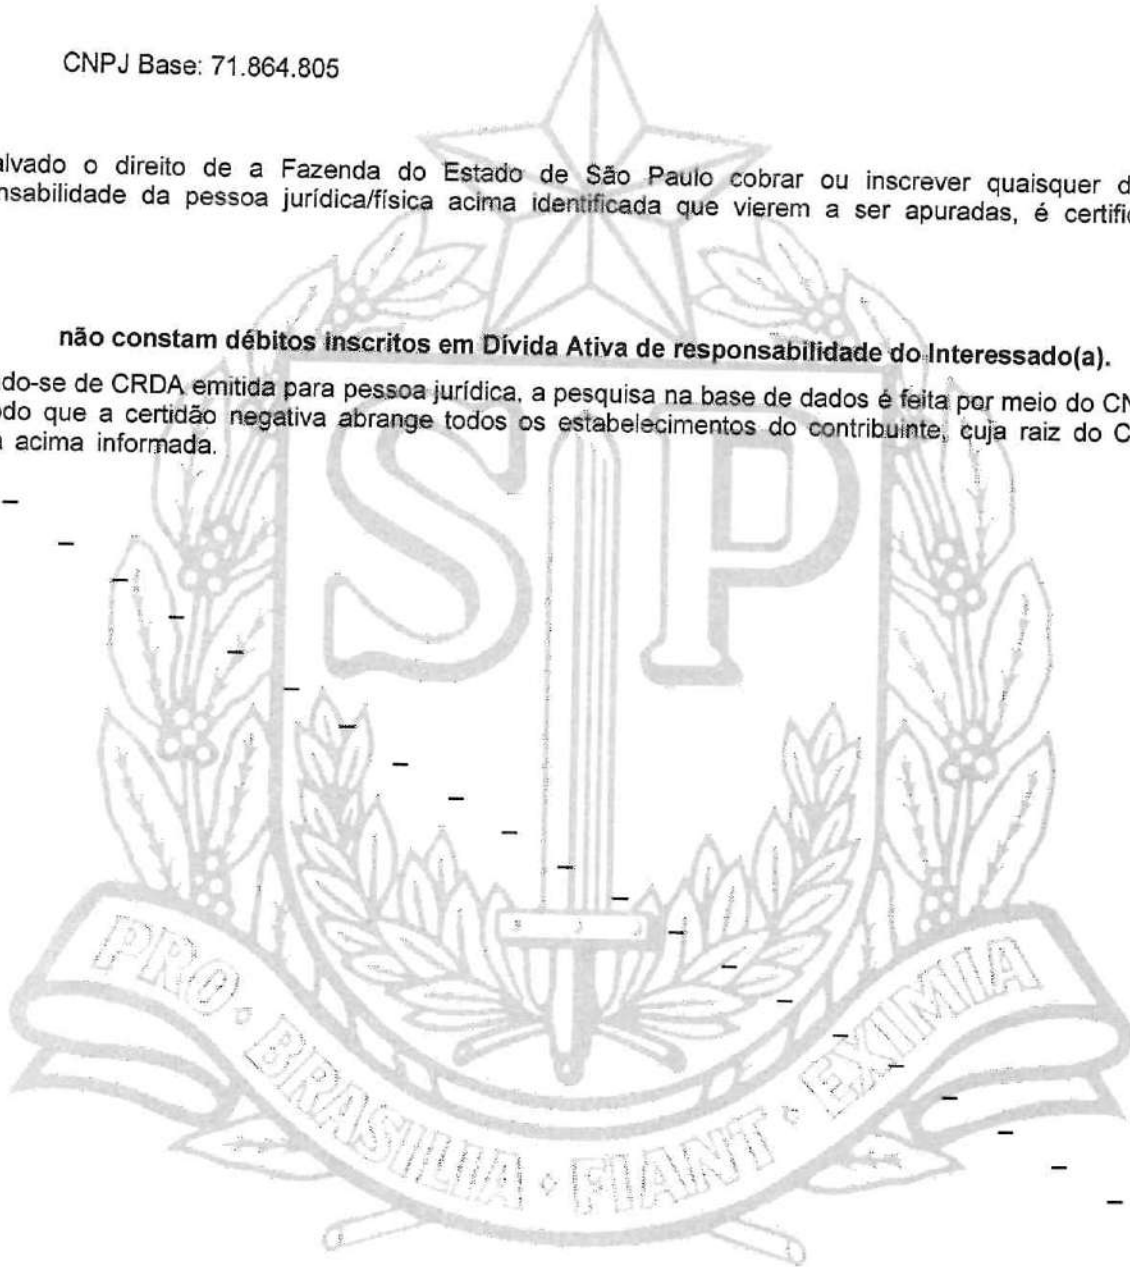 CNPJ Base: 71.864.805
alvado o direito de a Fazenda do Estado de São Paulo cobrar ou inscrever quaisquer d
nsabilidade da pessoa jurídica/física acima identificada que vierem a ser apuradas, é certific
não constam débitos inscritos em Dívida Ativa de responsabilidade do Interessado(a).
do-se de CRDA emitida para pessoa jurídica, a pesquisa na base de dados é feita por meio do CN
odo que a certidão negativa abrange todos os estabelecimentos do contribuinte, cuja raiz do C
a acima informada.
SP
PRO · BRASILIA · FIANT · EXIMIA